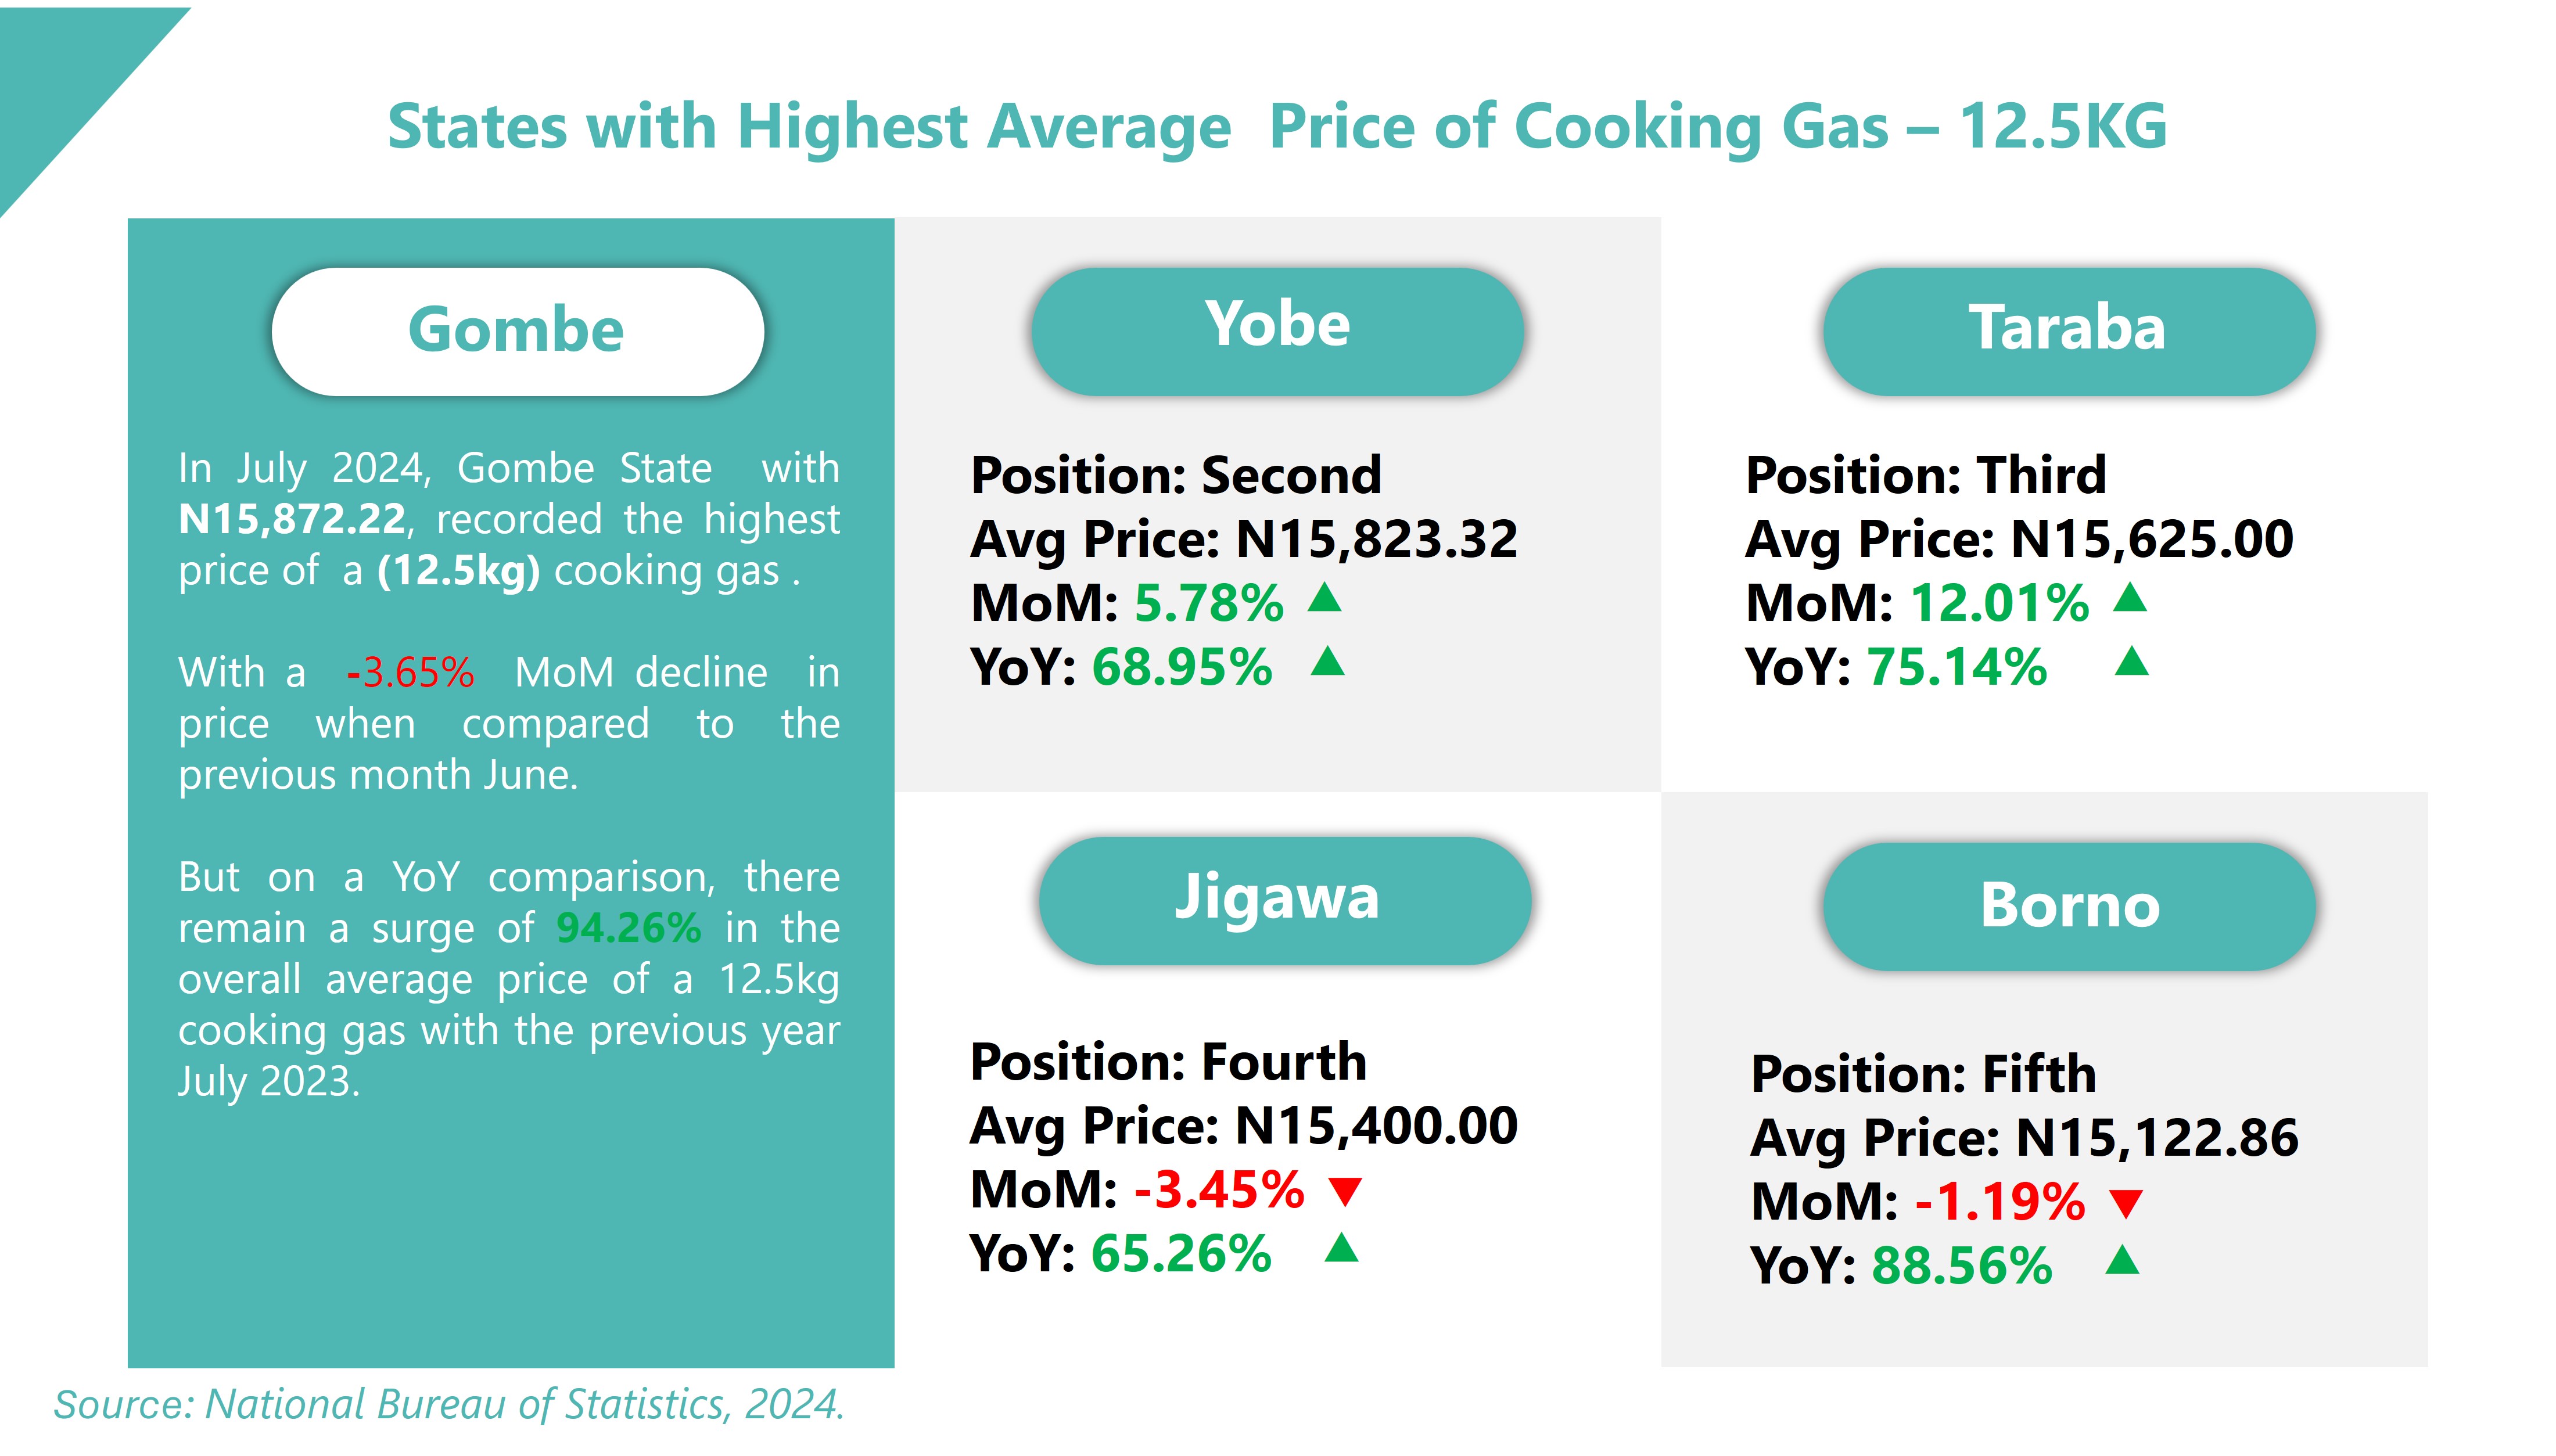 States with Highest Average  Price of Cooking Gas – 12.5KG
Gombe
In July 2024, Gombe State  with
N15,872.22, recorded the highest
price of  a (12.5kg) cooking gas .
With a  -3.65%  MoM decline  in
price when compared to the
previous month June.
But on a YoY comparison, there
remain a surge of 94.26% in the
overall average price of a 12.5kg
cooking gas with the previous year
July 2023.
Yobe
Position: Second
Avg Price: N15,823.32
MoM: 5.78% ▲
YoY: 68.95% ▲
Taraba
Position: Third
Avg Price: N15,625.00
MoM: 12.01% ▲
YoY: 75.14% ▲
Jigawa
Position: Fourth
Avg Price: N15,400.00
MoM: -3.45% ▼
YoY: 65.26% ▲
Borno
Position: Fifth
Avg Price: N15,122.86
MoM: -1.19% ▼
YoY: 88.56% ▲
Source: National Bureau of Statistics, 2024.